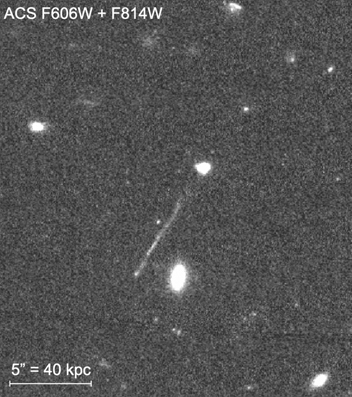 ACS F606W + F814W
5" = 40 kpc